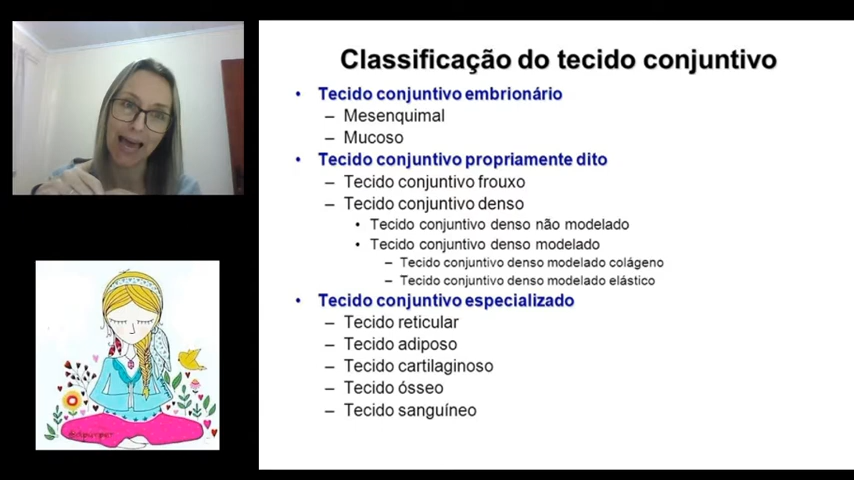 Classificação do tecido conjuntivo
• Tecido conjuntivo embrionário
– Mesenquimal
– Mucoso
• Tecido conjuntivo propriamente dito
– Tecido conjuntivo frouxo
– Tecido conjuntivo denso
• Tecido conjuntivo denso não modelado
• Tecido conjuntivo denso modelado
– Tecido conjuntivo denso modelado colágeno
– Tecido conjuntivo denso modelado elástico
• Tecido conjuntivo especializado
– Tecido reticular
– Tecido adiposo
– Tecido cartilaginoso
– Tecido ósseo
– Tecido sanguíneo